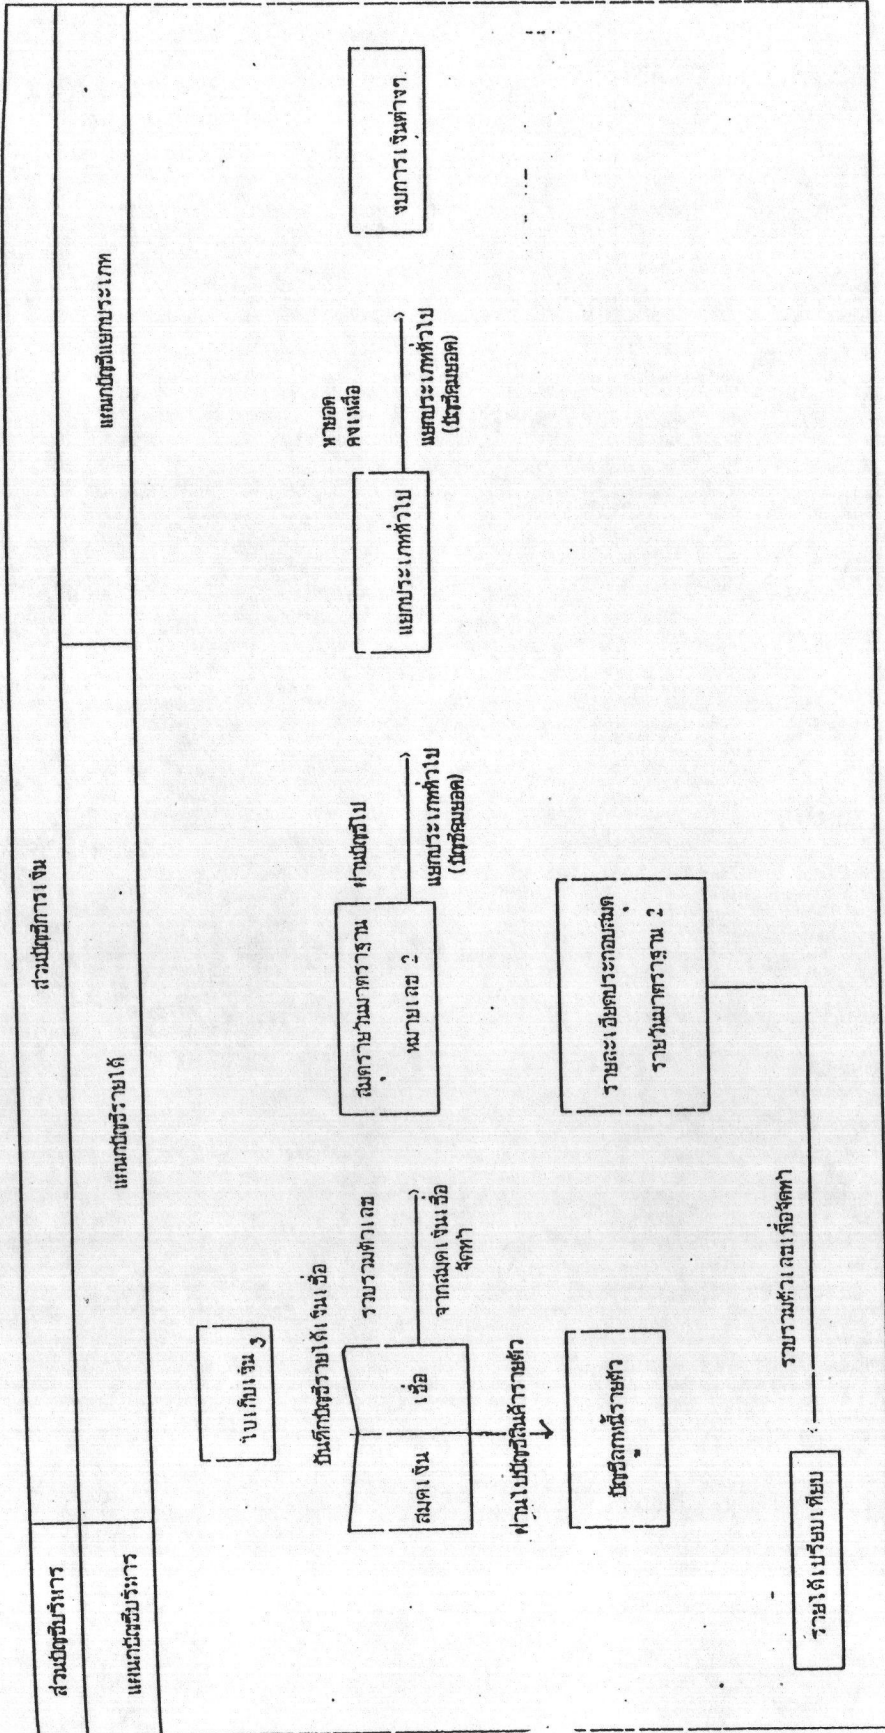 ส่วนบัญชีบริหาร
ส่วนบัญชีการเงิน
แผนกบัญชีบริหาร
แผนกบัญชีรายได้
แผนกบัญชีแยกประเภท
ใบเก็บเงิน 3
บันทึกบัญชีรายได้เงินเชื่อ
สมุดเงิน เชื่อ
รวบรวมตัวเลข
จากสมุดเงินเชื่อ
จัดทำ
สมุดรายวันมาตราฐาน
หมายเลข 2
ผ่านบัญชีไป
แยกประเภททั่วไป
(บัญชีคุมยอด)
แยกประเภททั่วไป
หายอด
คงเหลือ
แยกประเภททั่วไป
(บัญชีคุมยอด)
งบการเงินต่างๆ
ผ่านไปบัญชีสินค้ารายตัว
บัญชีลูกหนี้รายตัว
รายละเอียดประกอบสมุด
รายวันมาตราฐาน 2
รวบรวมตัวเลขเพื่อจัดทำ
รายได้เปรียบเทียบ